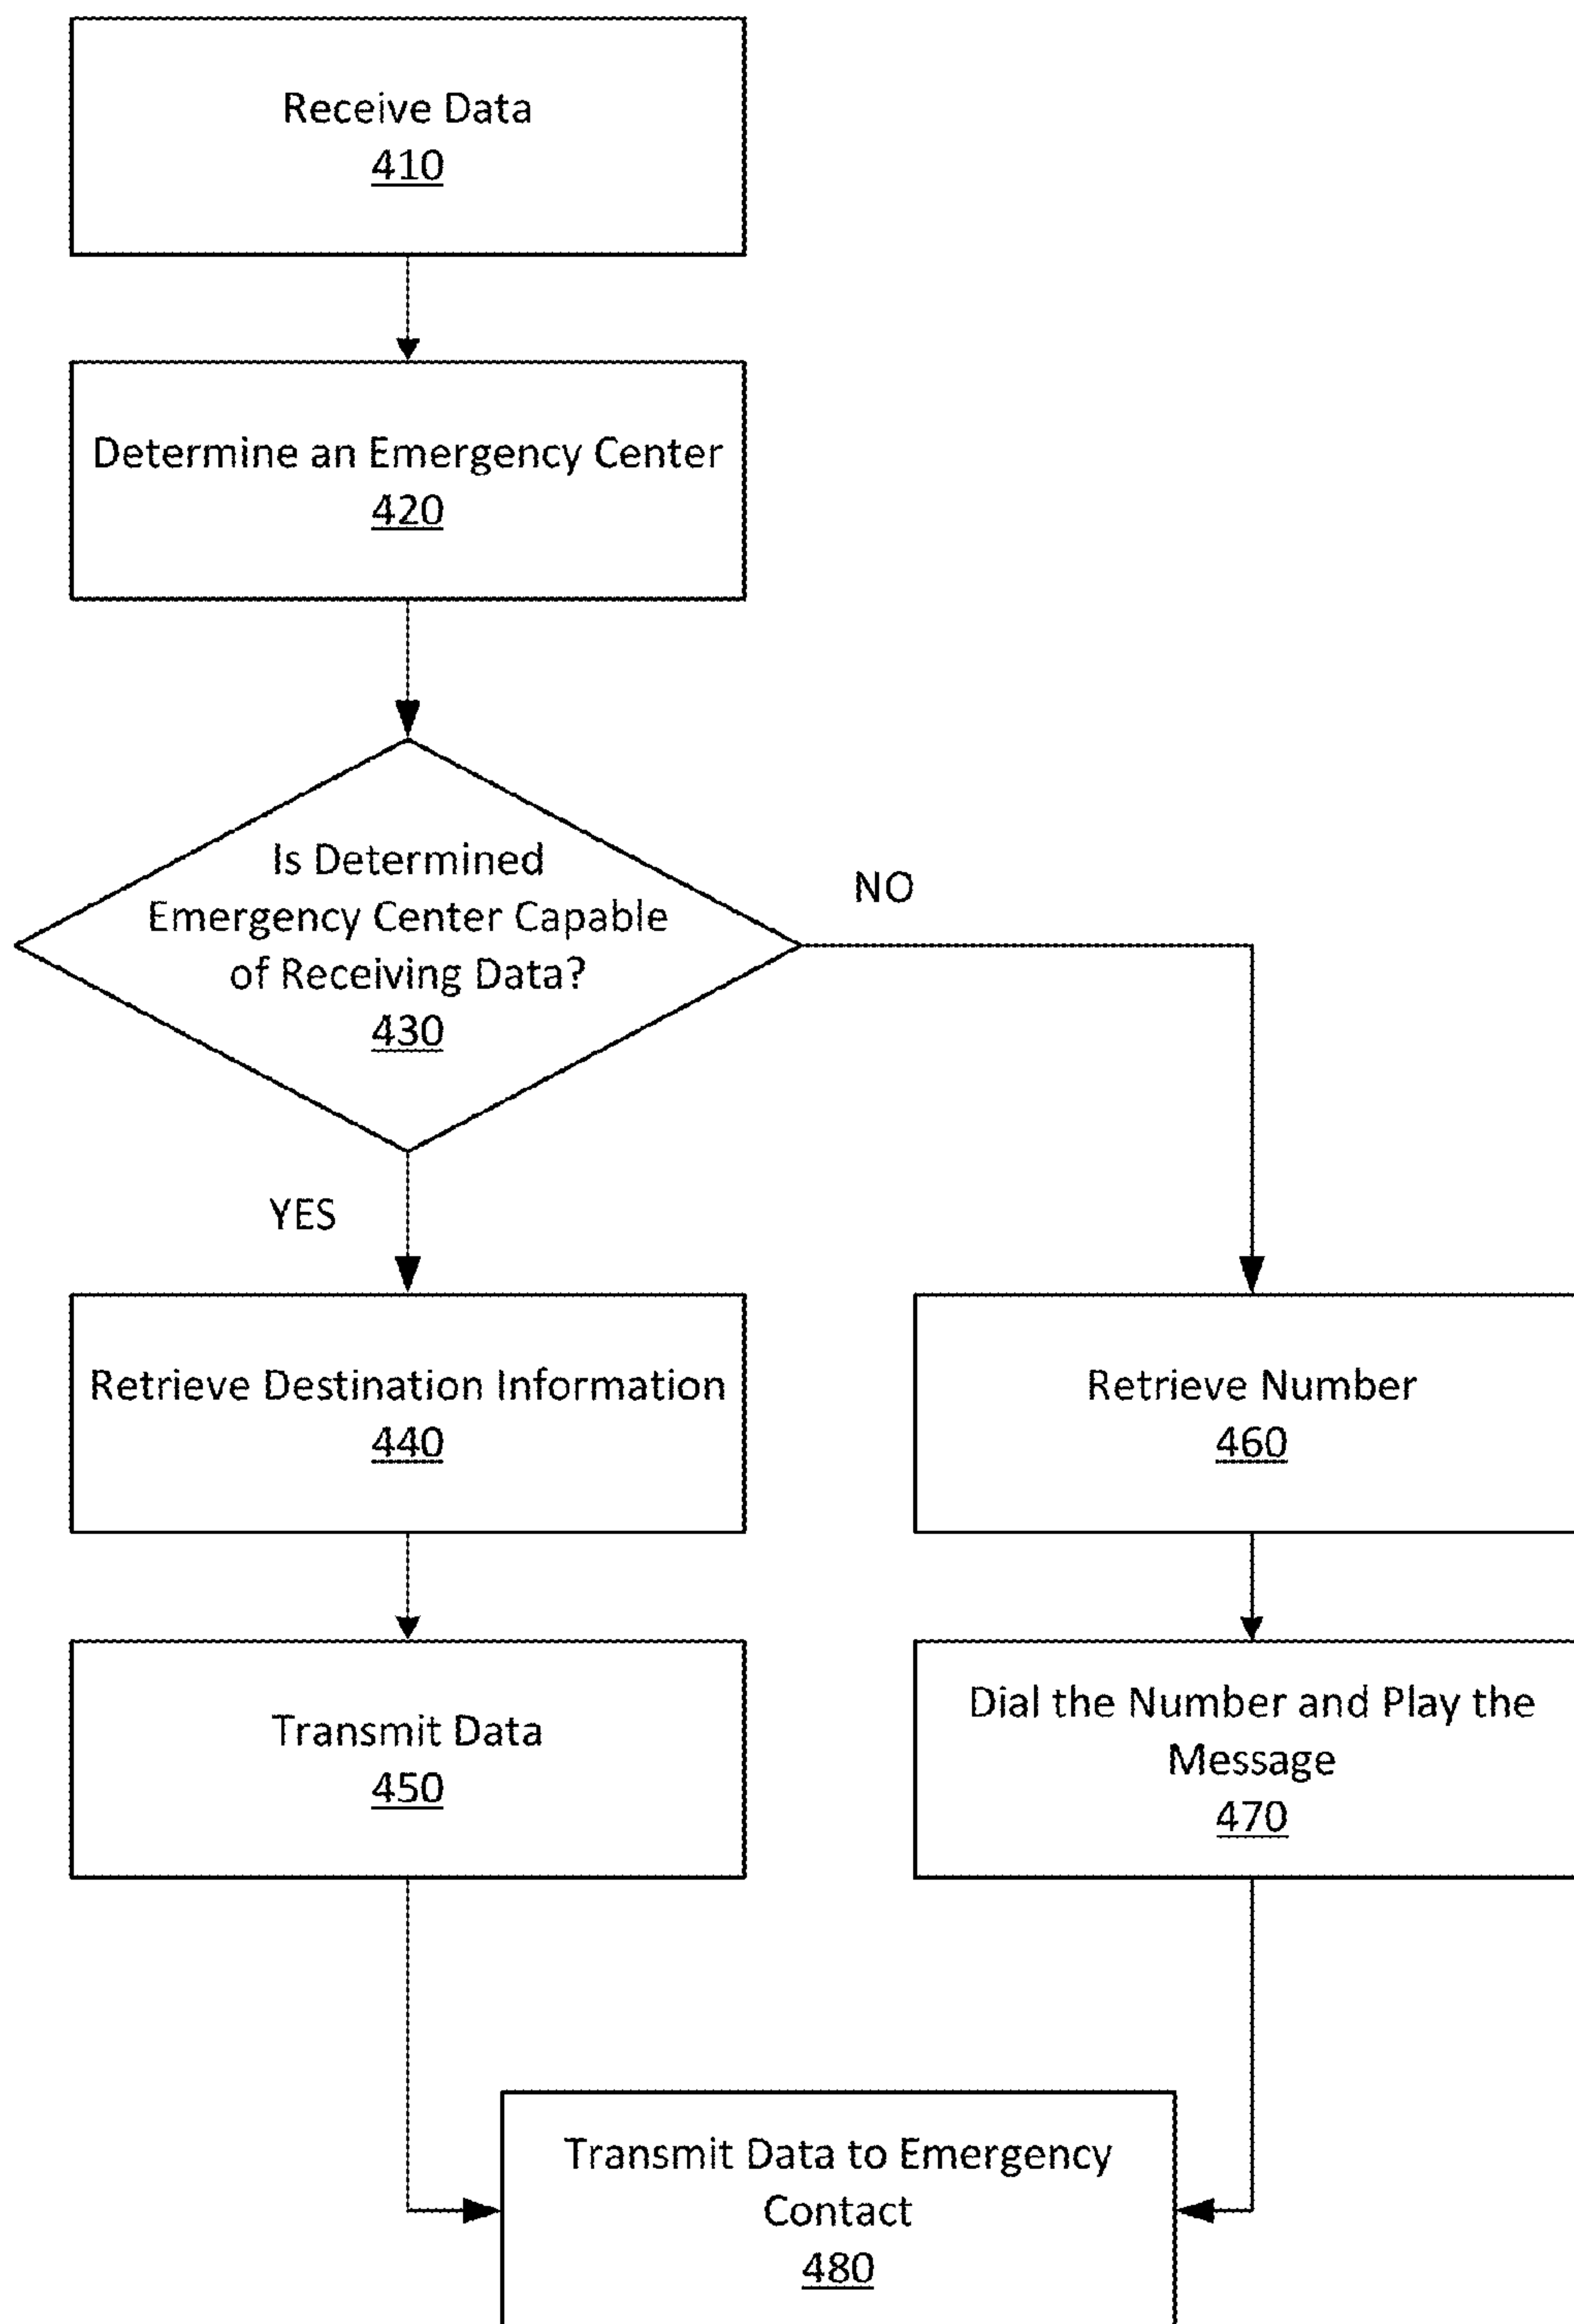 Receive Data
410
Determine an Emergency Center
420
Is Determined
Emergency Center Capable
of Receiving Data?
430
NO
YES
Retrieve Destination Information
440
Retrieve Number
460
Transmit Data
450
Dial the Number and Play the
Message
470
Transmit Data to Emergency
Contact
480